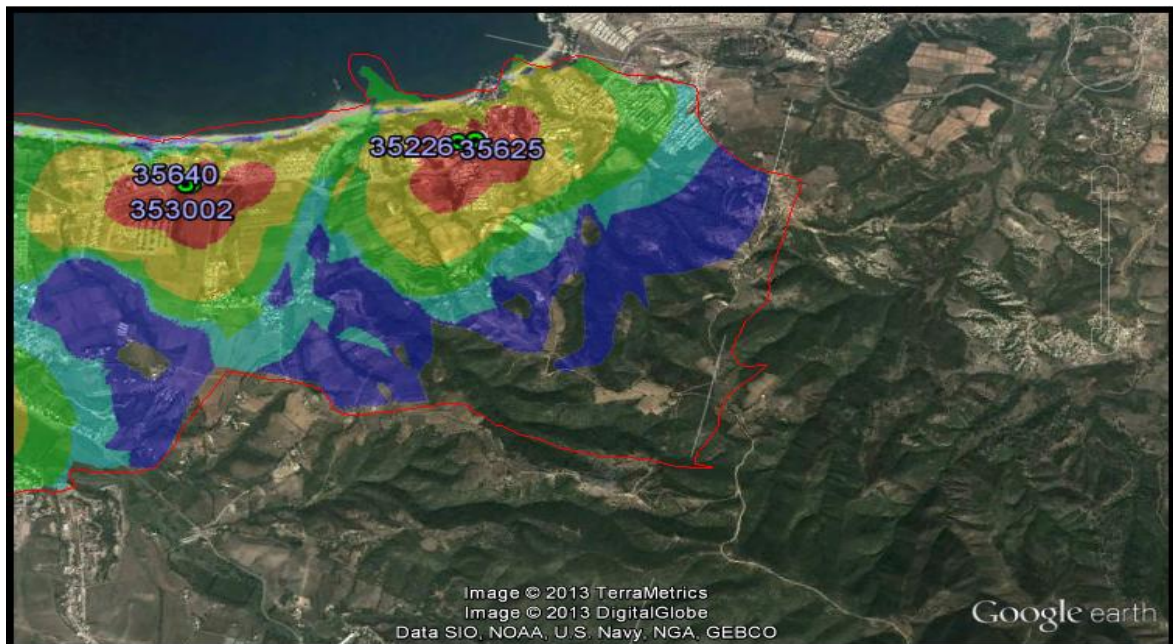 35226
35625
35640
353002
Image © 2013 TerraMetrics
Image © 2013 DigitalGlobe
Data SIO, NOAA, U.S. Navy, NGA, GEBCO
Google earth